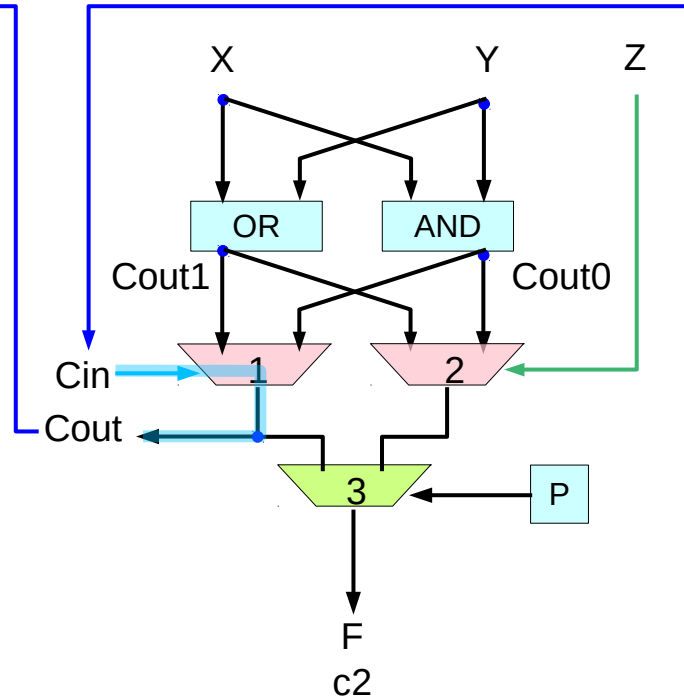 X Y Z
OR AND
Cout1 Cout0
Cin 1 2
Cout
3 P
F
c2